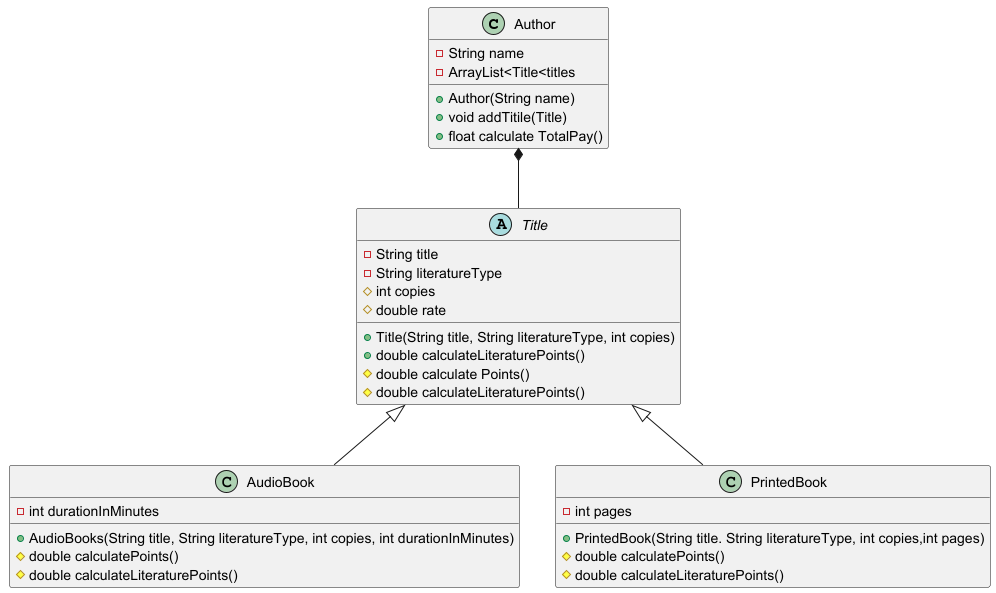 C Author
String name
ArrayList<Title<titles
Author(String name)
void addTitile(Title)
float calculate TotalPay()
A Title
String title
String literatureType
int copies
double rate
Title(String title, String literatureType, int copies)
double calculateLiteraturePoints()
double calculate Points()
double calculateLiteraturePoints()
C AudioBook
int durationInMinutes
AudioBooks(String title, String literatureType, int copies, int durationInMinutes)
double calculatePoints()
double calculateLiteraturePoints()
C PrintedBook
int pages
PrintedBook(String title. String literatureType, int copies,int pages)
double calculatePoints()
double calculateLiteraturePoints()